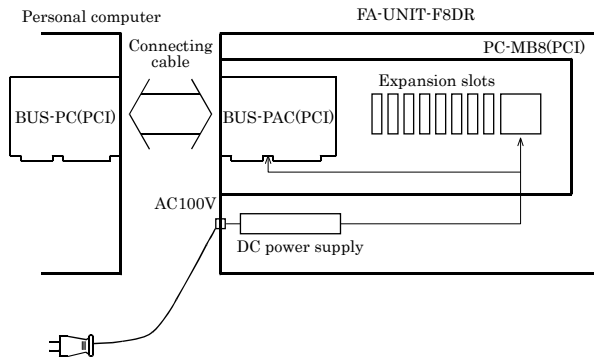 Personal computer
FA-UNIT-F8DR
Connecting
cable
PC-MB8(PCI)
Expansion slots
BUS-PC(PCI)
BUS-PAC(PCI)
AC100V
DC power supply